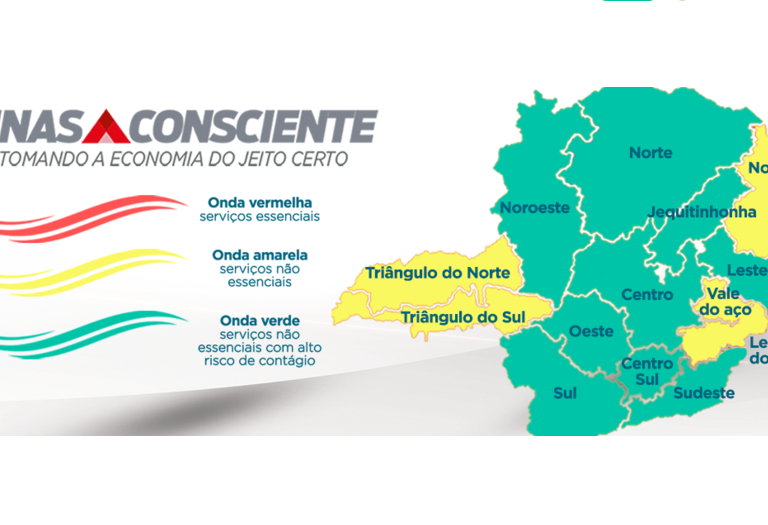 NAS CONSCIENTE
TOMANDO A ECONOMIA DO JEITO CERTO
Onda vermelha
serviços essenciais
Onda amarela
serviços não
essenciais
Onda verde
serviços não
essenciais com alto
risco de contágio
Norte
No
Noroeste
Jequitinhonha
Triângulo do Norte
Leste
Centro
Vale
do aço
Triângulo do Sul
Oeste
Le
do
Centro
Sul
Sul
Sudeste